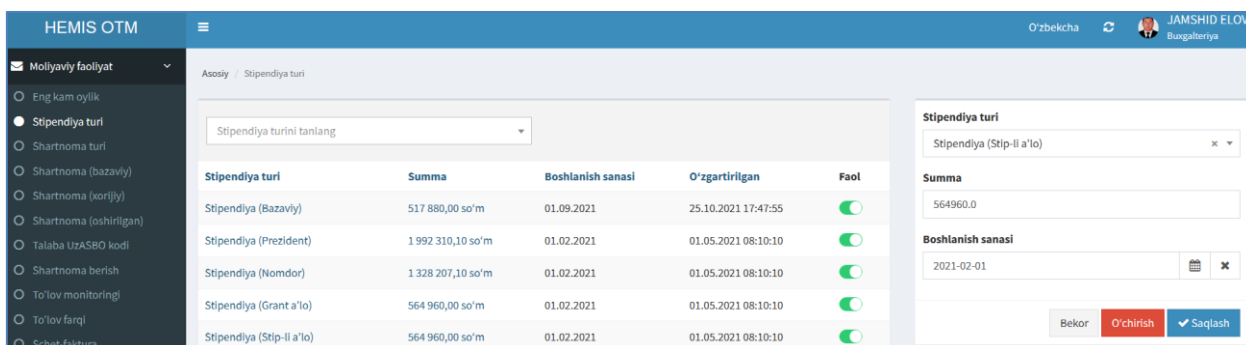 HEMIS OTM
O'zbekcha
JAMSHID ELOV
Buxgalteriya
Moliyaviy faoliyat
Eng kam oylik
Stipendiya turi
Shartnoma turi
Shartnoma (bazaviy)
Shartnoma (xorijiy)
Shartnoma (oshirilgan)
Talaba UzASBO kodi
Shartnoma berish
To'lov monitoringi
To'lov farqi
Schet-faktura
Asosiy / Stipendiya turi
Stipendiya turini tanlang
Stipendiya turi Summa Boshlanish sanasi O'zgartirilgan Faol
Stipendiya (Bazaviy) 517 880,00 so'm 01.09.2021 25.10.2021 17:47:55
Stipendiya (Prezident) 1 992 310,10 so'm 01.02.2021 01.05.2021 08:10:10
Stipendiya (Nomdor) 1 328 207,10 so'm 01.02.2021 01.05.2021 08:10:10
Stipendiya (Grant a'lo) 564 960,00 so'm 01.02.2021 01.05.2021 08:10:10
Stipendiya (Stip-li a'lo) 564 960,00 so'm 01.02.2021 01.05.2021 08:10:10
Stipendiya turi
Stipendiya (Stip-li a'lo)
Summa
564960.0
Boshlanish sanasi
2021-02-01
Bekor O'chirish Saqlash